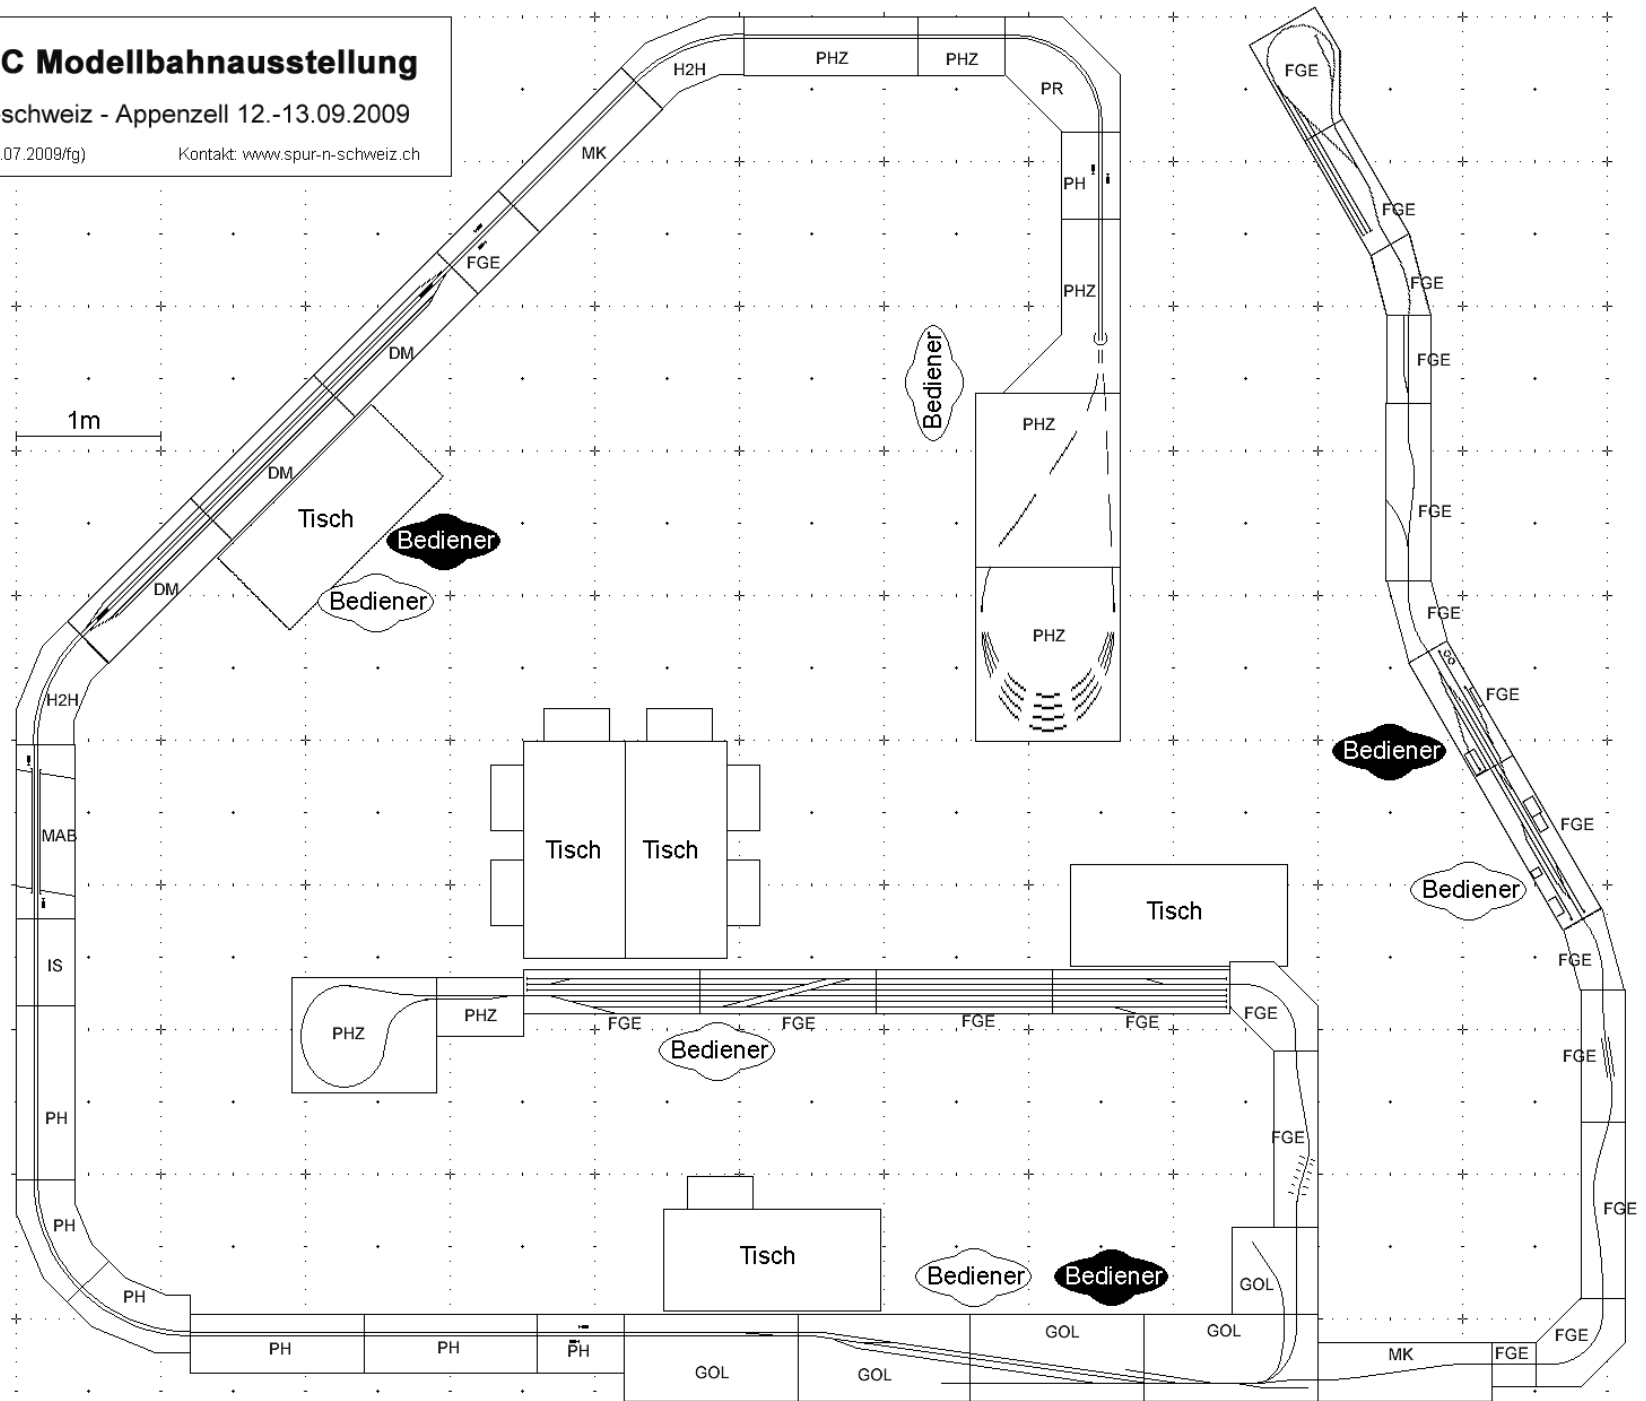 C Modellbahnausstellung
schweiz - Appenzell 12.-13.09.2009
.07.2009/fg)
Kontakt: www.spur-n-schweiz.ch
PHZ
PHZ
H2H
PR
FGE
MK
PH
FGE
FGE
PHZ
FGE
DM
FGE
Bediener
1m
PHZ
DM
Tisch
FGE
Bediener
DM
Bediener
FGE
PHZ
H2H
FGE
Bediener
MAB
FGE
Tisch
Tisch
Bediener
Tisch
IS
FGE
PHZ
PHZ
FGE
FGE
FGE
FGE
FGE
Bediener
FGE
PH
FGE
FGE
PH
Tisch
Bediener
Bediener
GOL
PH
GOL
GOL
FGE
PH
PH
PH
MK
FGE
GOL
GOL